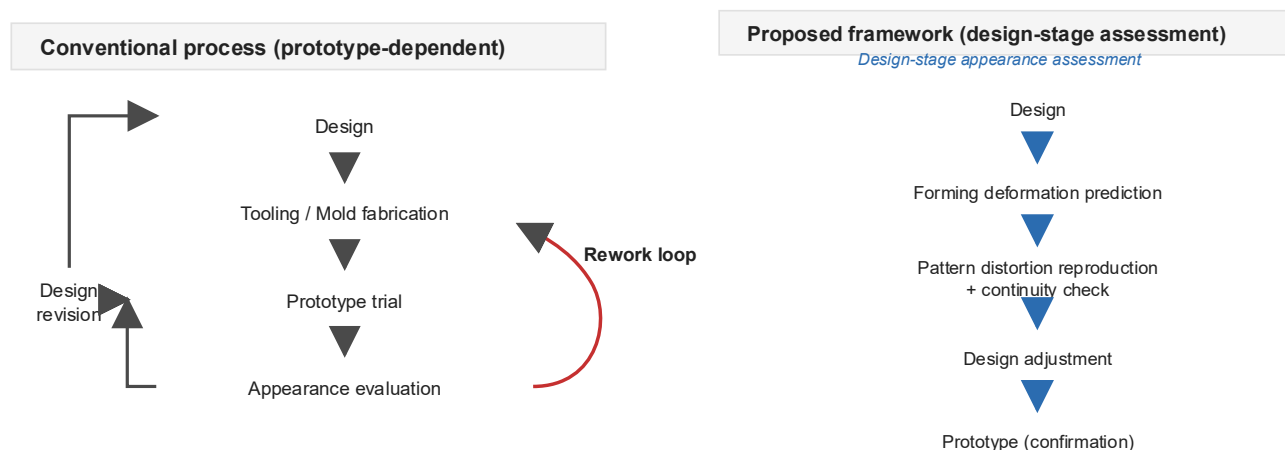 Conventional process (prototype-dependent)
Design
Tooling / Mold fabrication
Rework loop
Prototype trial
Design
revision
Appearance evaluation
Proposed framework (design-stage assessment)
Design-stage appearance assessment
Design
Forming deformation prediction
Pattern distortion reproduction
+ continuity check
Design adjustment
Prototype (confirmation)